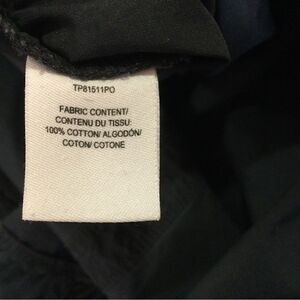 TP81511PO
FABRIC CONTENT/
CONTENU DU TISSU:
100% COTTON/ ALGODÓN/
COTON/ COTONE